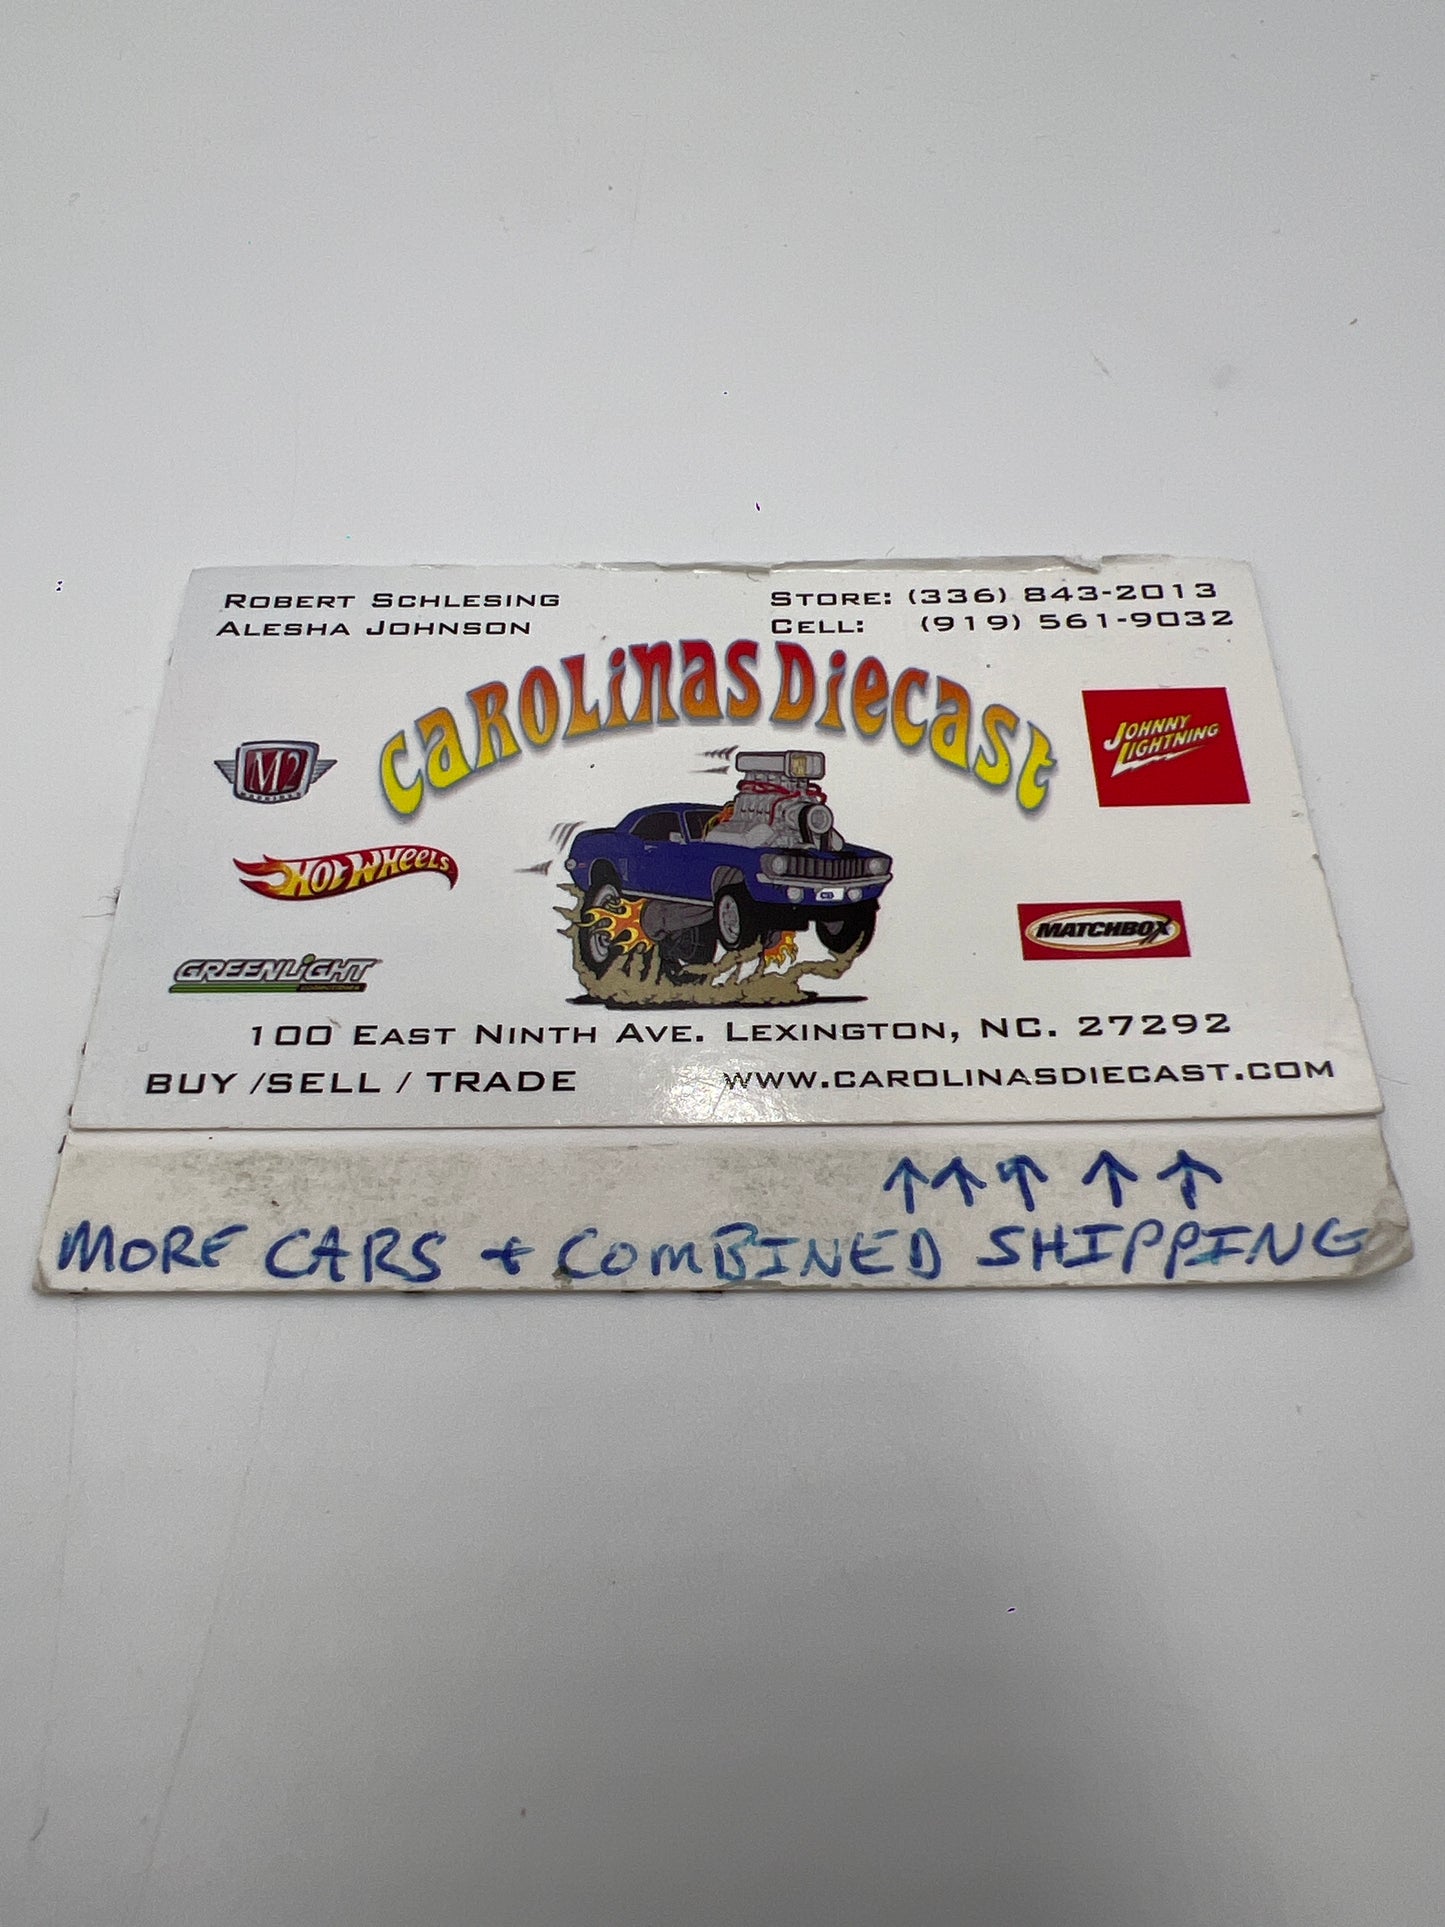 ROBERT SCHLESING
ALESHA JOHNSON
STORE: (336) 843-2013
CELL: (919) 561-9032
CAROLINAS DIECAST
M2
MACHINES
JOHNNY
LIGHTNING
HOT WHEELS
MATCHBOX
GREENLIGHT
100 EAST NINTH AVE. LEXINGTON, NC. 27292
BUY /SELL / TRADE
WWW.CAROLINASDIECAST.COM
↑↑↑ ↑ ↑
MORE CARS + COMBINED SHIPPING